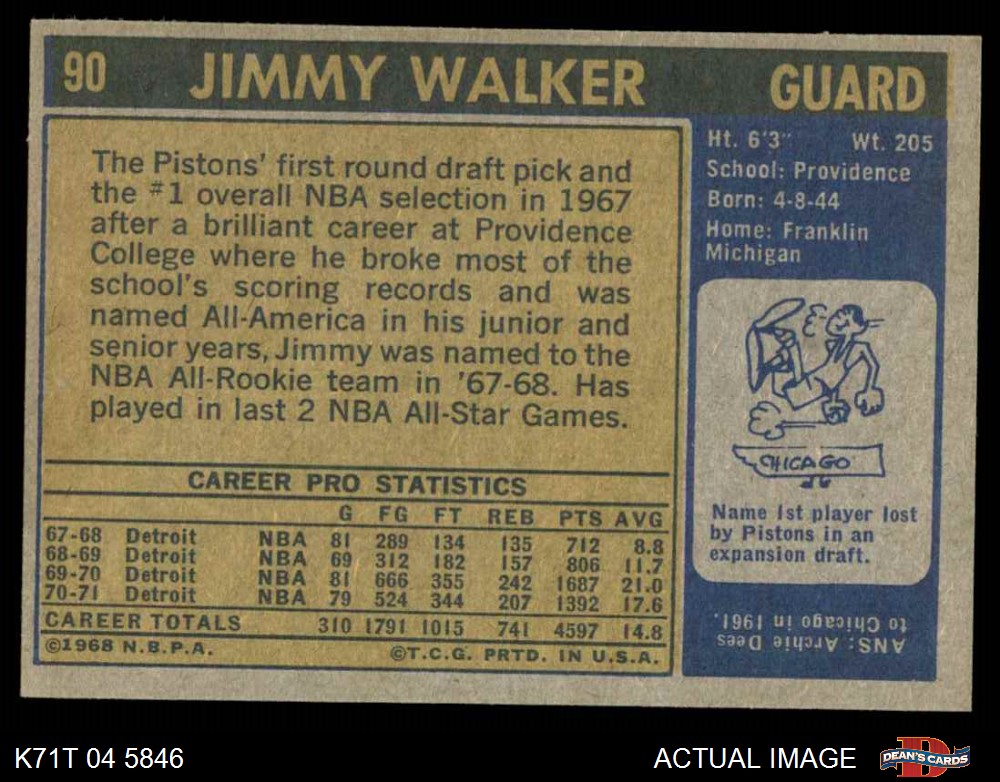 90 JIMMY WALKER GUARD
The Pistons' first round draft pick and
the #1 overall NBA selection in 1967
after a brilliant career at Providence
College where he broke most of the
school's scoring records and was
named All-America in his junior and
senior years, Jimmy was named to the
NBA All-Rookie team in '67-68. Has
played in last 2 NBA All-Star Games.
CAREER PRO STATISTICS
G FG FT REB PTS AVG
67-68 Detroit NBA 81 289 134 135 712 8.8
68-69 Detroit NBA 69 312 182 157 806 11.7
69-70 Detroit NBA 81 666 355 242 1687 21.0
70-71 Detroit NBA 79 524 344 207 1392 17.6
CAREER TOTALS 310 1791 1015 741 4597 14.8
©1968 N.B.P.A. ©T.C.G. PRTD. IN U.S.A.
Ht. 6'3" Wt. 205
School: Providence
Born: 4-8-44
Home: Franklin
Michigan
CHICAGO
Name 1st player lost
by Pistons in an
expansion draft.
ANS: Archie Dees
to Chicago in 1961.
K71T 04 5846 ACTUAL IMAGE DEAN'S CARDS